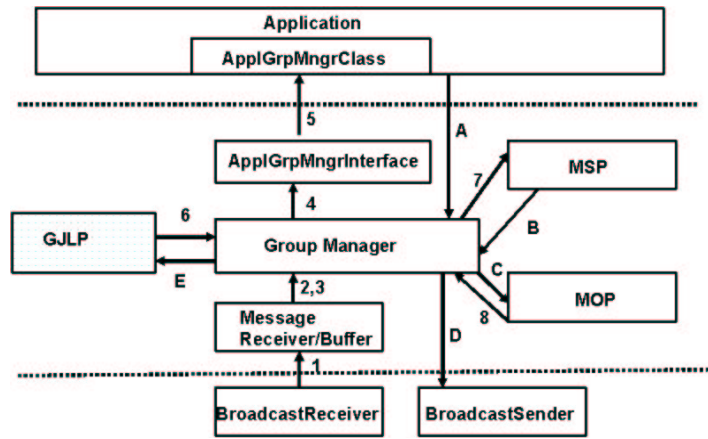 Application
ApplGrpMngrClass
5
A
ApplGrpMngrInterface
7
MSP
4
B
GJLP
6
Group Manager
E
C
2,3
MOP
8
Message
Receiver/Buffer
D
1
BroadcastReceiver
BroadcastSender